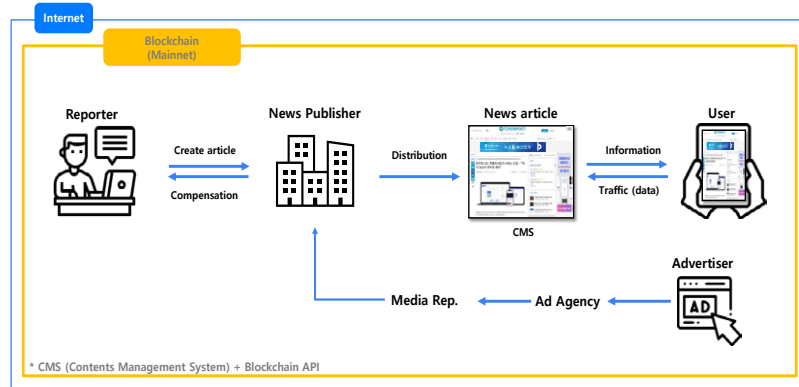 Internet
Blockchain
(Mainnet)
Reporter
News Publisher
News article
User
Create article
Compensation
Distribution
TOKENPOST
Information
Traffic (data)
CMS
Advertiser
Media Rep.
Ad Agency
AD
* CMS (Contents Management System) + Blockchain API